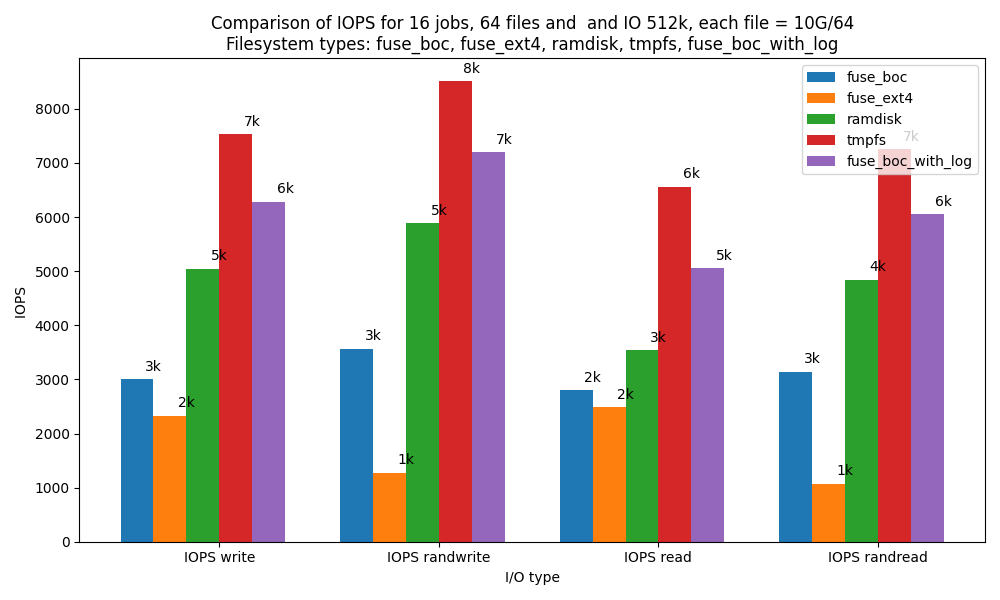 Comparison of IOPS for 16 jobs, 64 files and  and IO 512k, each file = 10G/64
Filesystem types: fuse_boc, fuse_ext4, ramdisk, tmpfs, fuse_boc_with_log
fuse_boc
fuse_ext4
ramdisk
tmpfs
fuse_boc_with_log
IOPS
8000
7000
6000
5000
4000
3000
2000
1000
0
3k
2k
5k
7k
6k
3k
1k
5k
8k
7k
2k
2k
3k
6k
5k
3k
1k
4k
7k
6k
IOPS write
IOPS randwrite
IOPS read
IOPS randread
I/O type